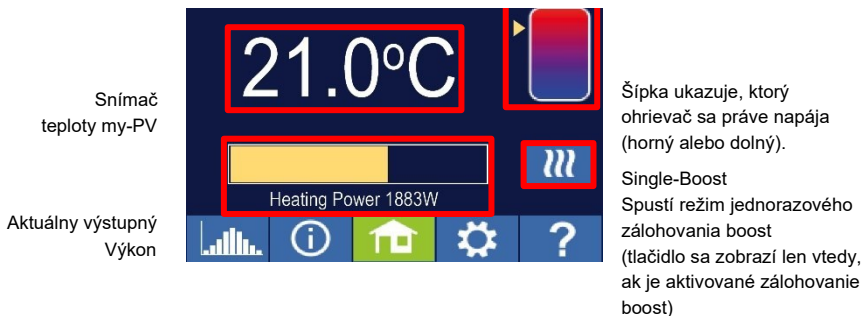 21.0°C
Snímač
teploty my-PV
Heating Power 1883W
Aktuálny výstupný
Výkon
?
Šípka ukazuje, ktorý
ohrievač sa práve napája
(horný alebo dolný).
Single-Boost
Spustí režim jednorazového
zálohovania boost
(tlačidlo sa zobrazí len vtedy,
ak je aktivované zálohovanie
boost)